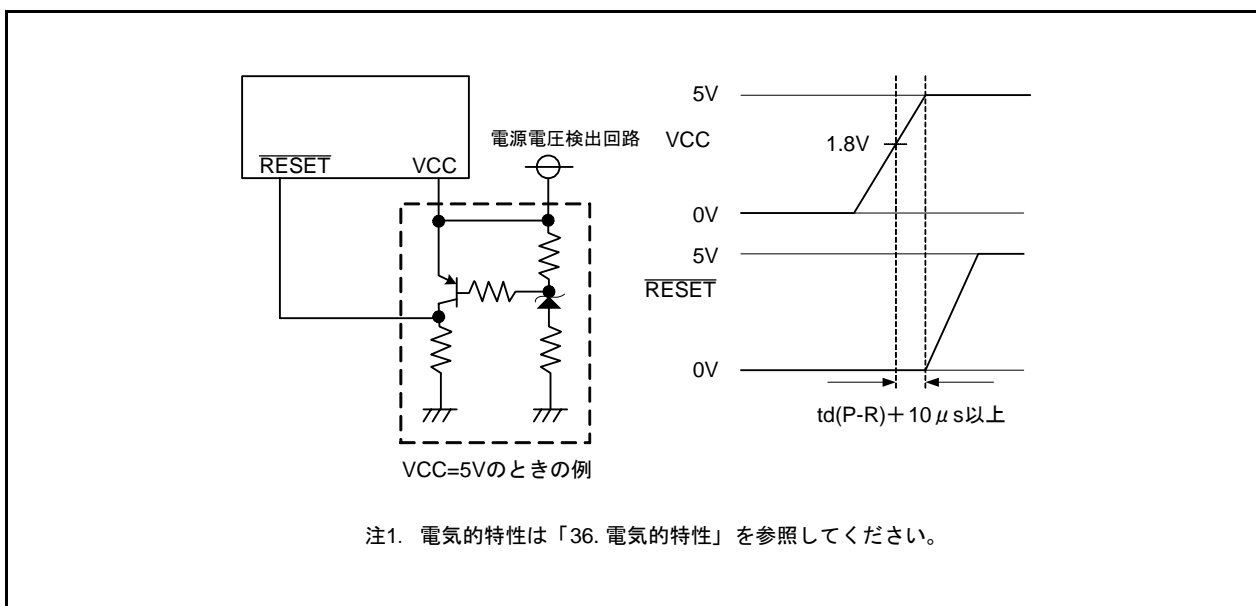 RESET
VCC
電源電圧検出回路
VCC=5Vのときの例
5V
VCC
1.8V
0V
5V
RESET
0V
td(P-R)+10μs以上
注1. 電気的特性は「36. 電気的特性」を参照してください。